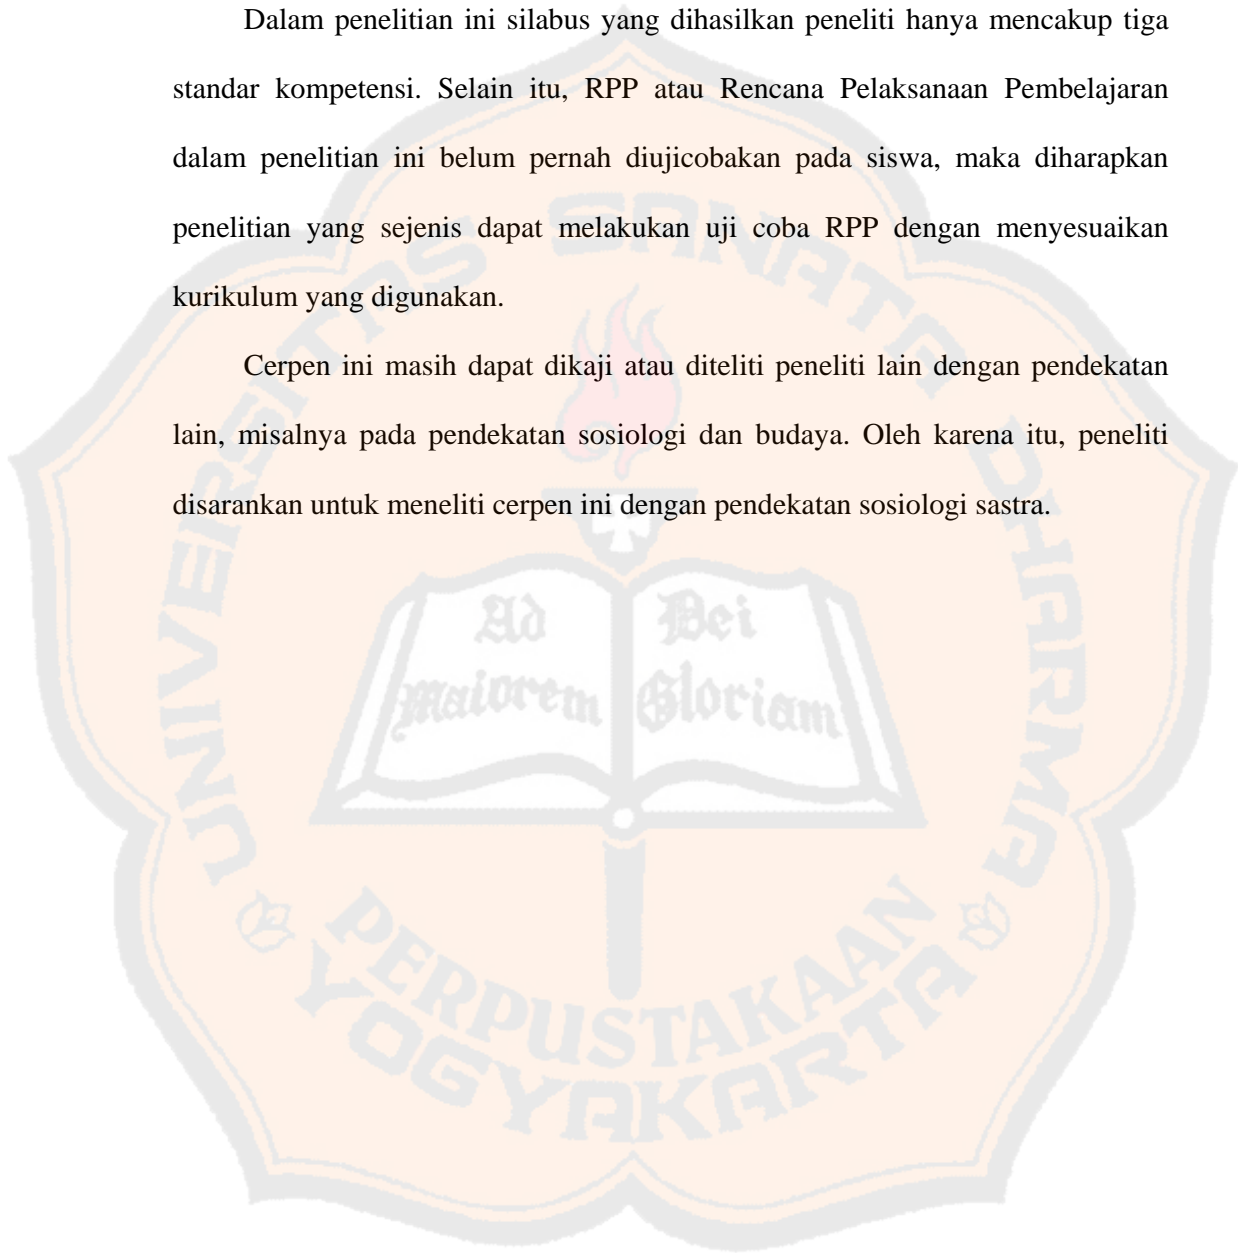 Dalam penelitian ini silabus yang dihasilkan peneliti hanya mencakup tiga
standar kompetensi. Selain itu, RPP atau Rencana Pelaksanaan Pembelajaran
dalam penelitian ini belum pernah diujicobakan pada siswa, maka diharapkan
penelitian yang sejenis dapat melakukan uji coba RPP dengan menyesuaikan
kurikulum yang digunakan.
Cerpen ini masih dapat dikaji atau diteliti peneliti lain dengan pendekatan
lain, misalnya pada pendekatan sosiologi dan budaya. Oleh karena itu, peneliti
disarankan untuk meneliti cerpen ini dengan pendekatan sosiologi sastra.
UNIVERSITAS SANATA DHARMA
Ad Dei
Maiorem Gloriam
PERPUSTAKAAN
YOGYAKARTA